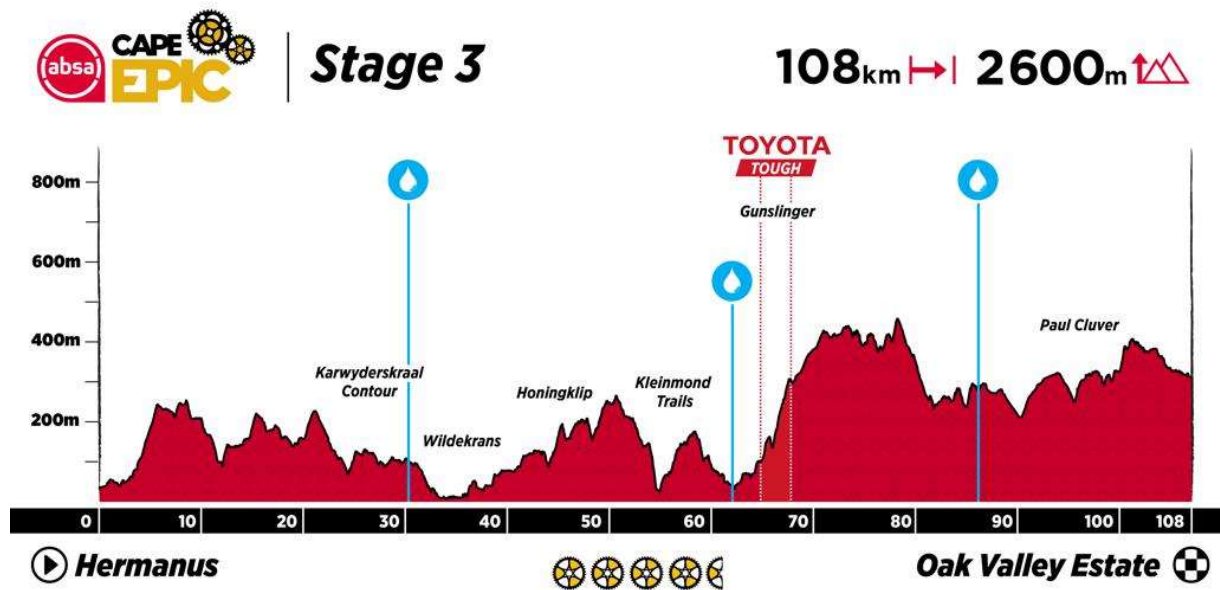 absa
CAPE
EPIC
Stage 3
108km 2600m
TOYOTA
TOUGH
Gunslinger
800m
600m
400m
200m
Karwyderskraal
Contour
Wildekrans
Honingklip
Kleinmond
Trails
Paul Cluver
0 10 20 30 40 50 60 70 80 90 100 108
Hermanus
Oak Valley Estate